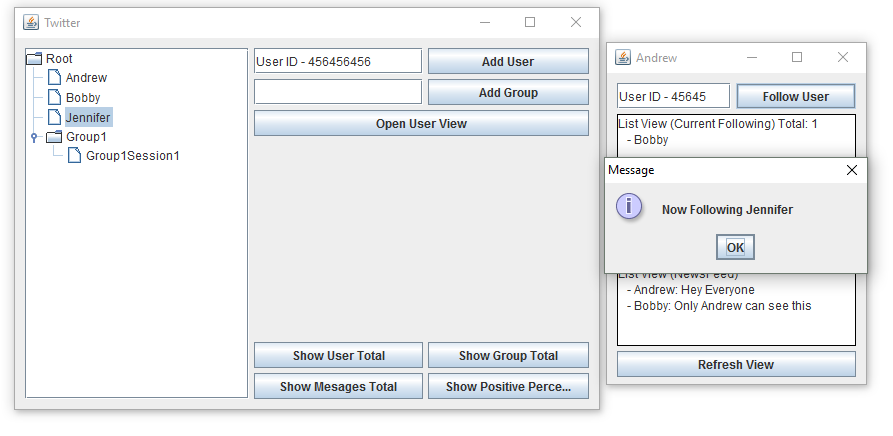 Twitter
Root
Andrew
Bobby
Jennifer
Group1
Group1Session1
User ID - 456456456
Add User
Add Group
Open User View
Show User Total
Show Group Total
Show Mesages Total
Show Positive Perce...
Andrew
User ID - 45645
Follow User
List View (Current Following) Total: 1
- Bobby
Message
Now Following Jennifer
OK
List View (NewsFeed)
- Andrew: Hey Everyone
- Bobby: Only Andrew can see this
Refresh View